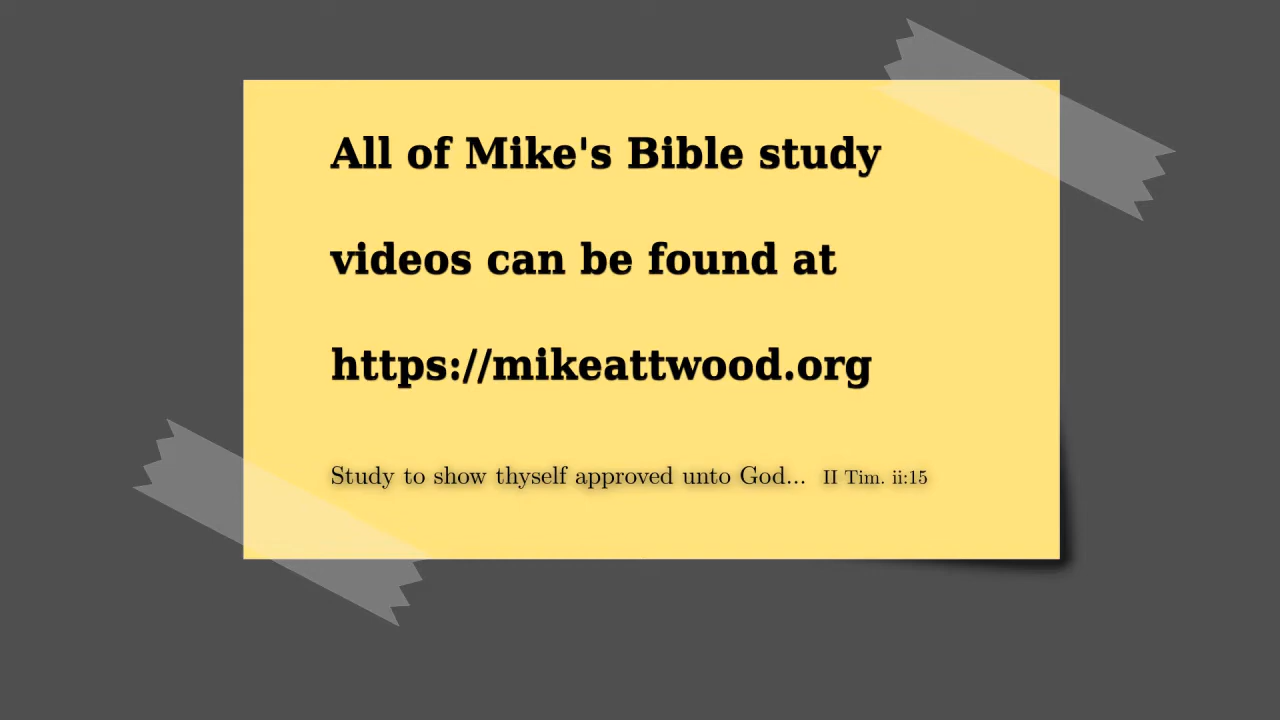 All of Mike's Bible study
videos can be found at
https://mikeattwood.org
Study to show thyself approved unto God... II Tim. ii:15